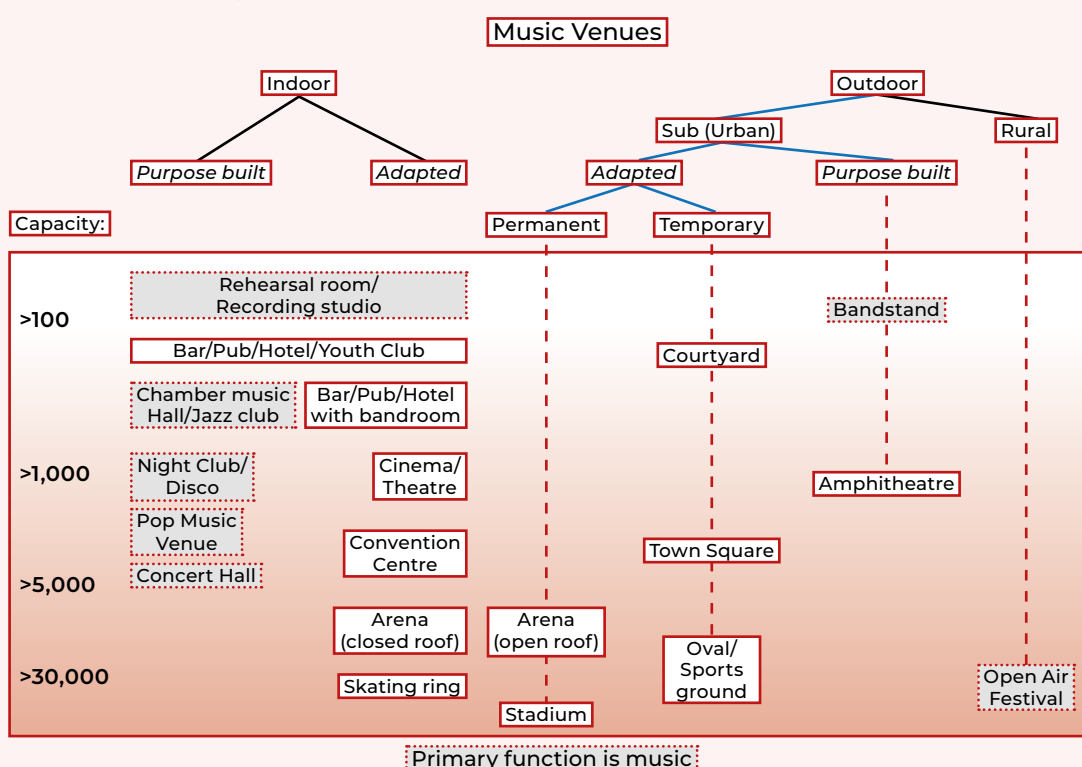 Music Venues
Indoor
Outdoor
Sub (Urban)
Rural
Purpose built
Adapted
Adapted
Purpose built
Capacity:
Permanent
Temporary
Rehearsal room/
Recording studio
>100
Bandstand
Bar/Pub/Hotel/Youth Club
Courtyard
Chamber music
Hall/Jazz club
Bar/Pub/Hotel
with bandroom
>1,000
Night Club/
Disco
Cinema/
Theatre
Amphitheatre
Pop Music
Venue
Convention
Centre
Town Square
Concert Hall
>5,000
Arena
(closed roof)
Arena
(open roof)
Oval/
Sports
ground
>30,000
Skating ring
Open Air
Festival
Stadium
Primary function is music